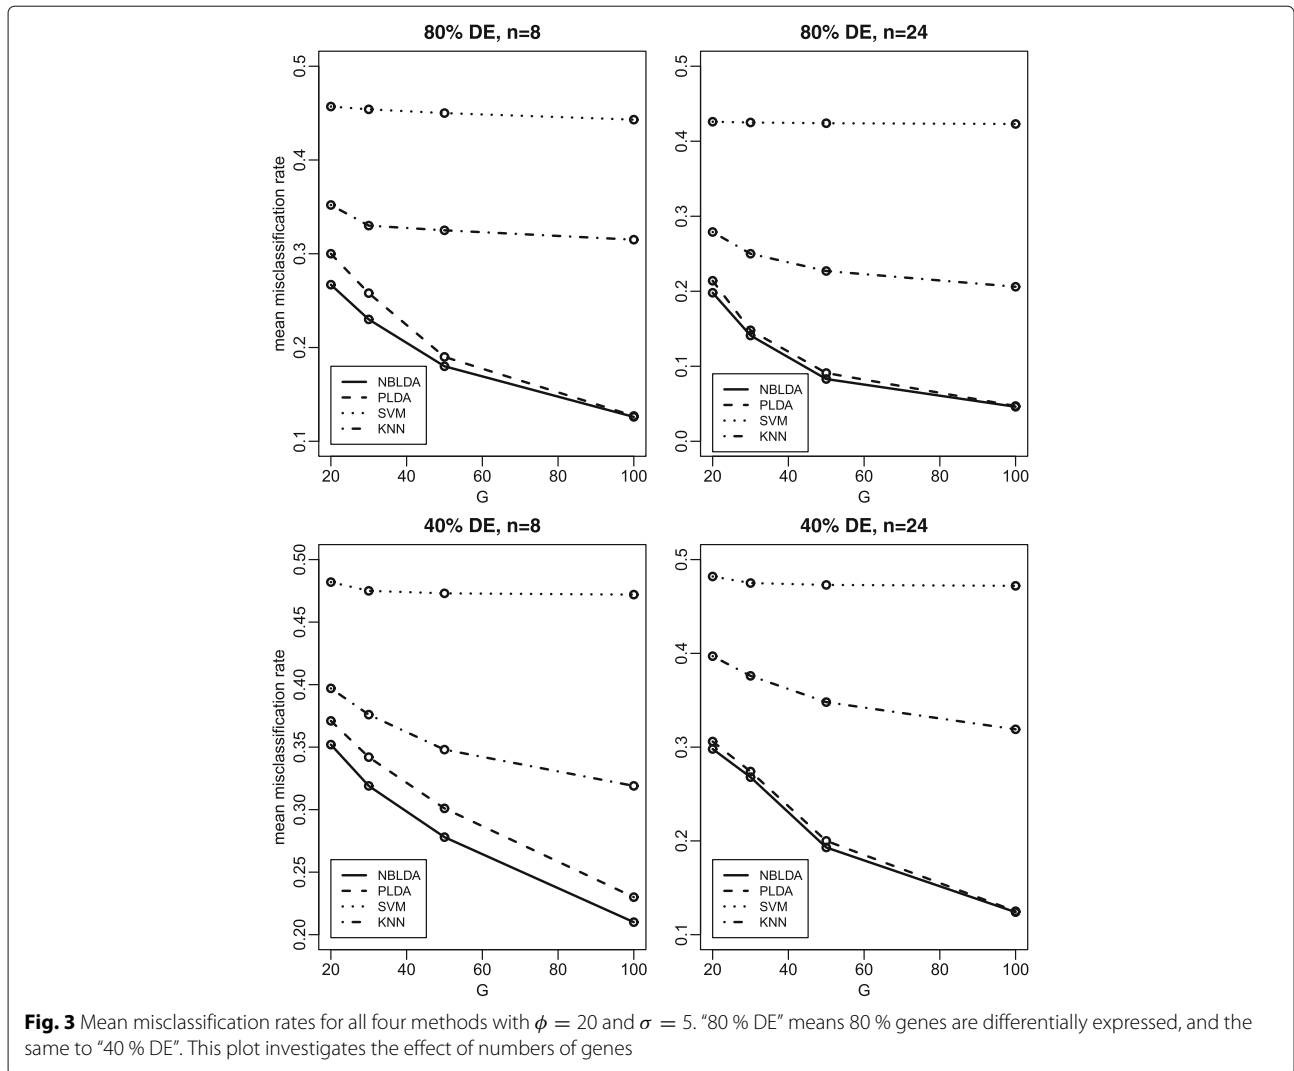 80% DE, n=8
mean misclassification rate
0.5
0.4
0.3
0.2
0.1
NBLDA
PLDA
SVM
KNN
20 40 60 80 100
G
80% DE, n=24
0.5
0.4
0.3
0.2
0.1
0.0
NBLDA
PLDA
SVM
KNN
20 40 60 80 100
G
40% DE, n=8
mean misclassification rate
0.50
0.45
0.40
0.35
0.30
0.25
0.20
NBLDA
PLDA
SVM
KNN
20 40 60 80 100
G
40% DE, n=24
0.5
0.4
0.3
0.2
0.1
NBLDA
PLDA
SVM
KNN
20 40 60 80 100
G
Fig. 3 Mean misclassification rates for all four methods with ϕ = 20 and σ = 5. “80 % DE” means 80 % genes are differentially expressed, and the
same to “40 % DE”. This plot investigates the effect of numbers of genes